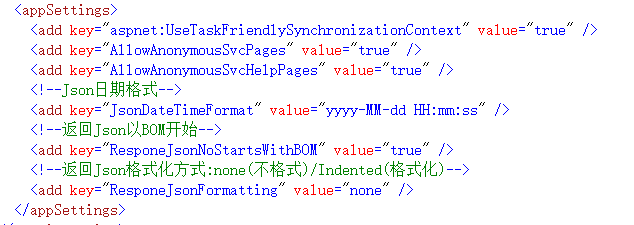 <appSettings>
<add key="aspnet:UseTaskFriendlySynchronizationContext" value="true" />
<add key="AllowAnonymousSvcPages" value="true" />
<add key="AllowAnonymousSvcHelpPages" value="true" />
<!--Json日期格式-->
<add key="JsonDateTimeFormat" value="yyyy-MM-dd HH:mm:ss" />
<!--返回Json以BOM开始-->
<add key="ResponeJsonNoStartsWithBOM" value="true" />
<!--返回Json格式化方式:none(不格式)/Indented(格式化)-->
<add key="ResponeJsonFormatting" value="none" />
</appSettings>